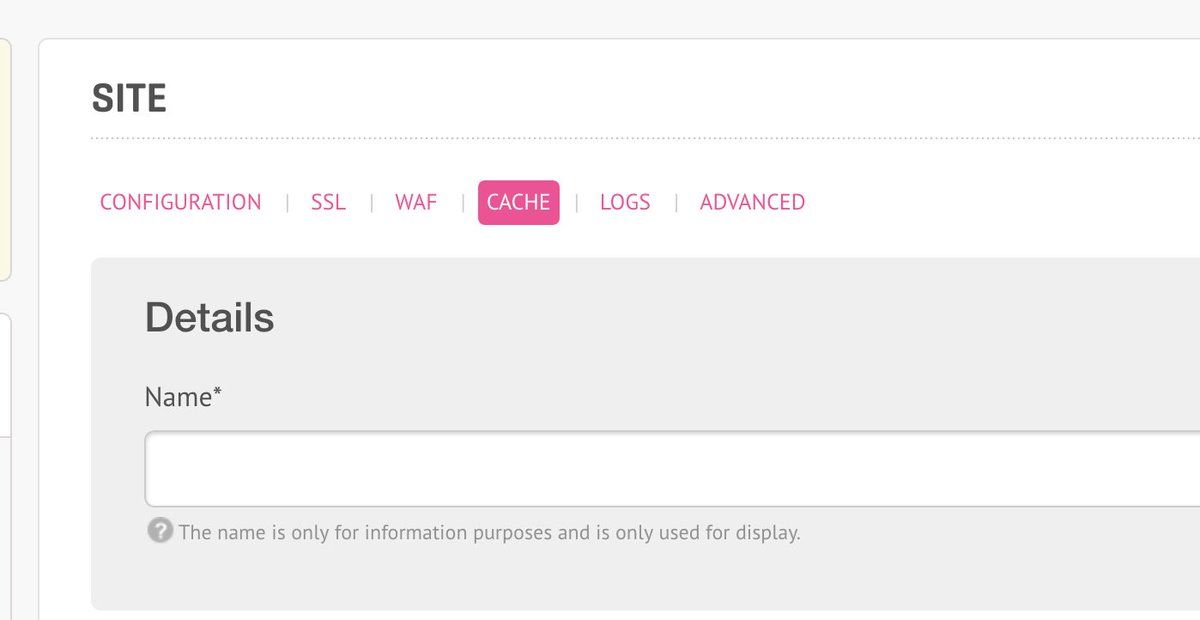 SITE
CONFIGURATION | SSL | WAF | CACHE | LOGS | ADVANCED
Details
Name*
? The name is only for information purposes and is only used for display.